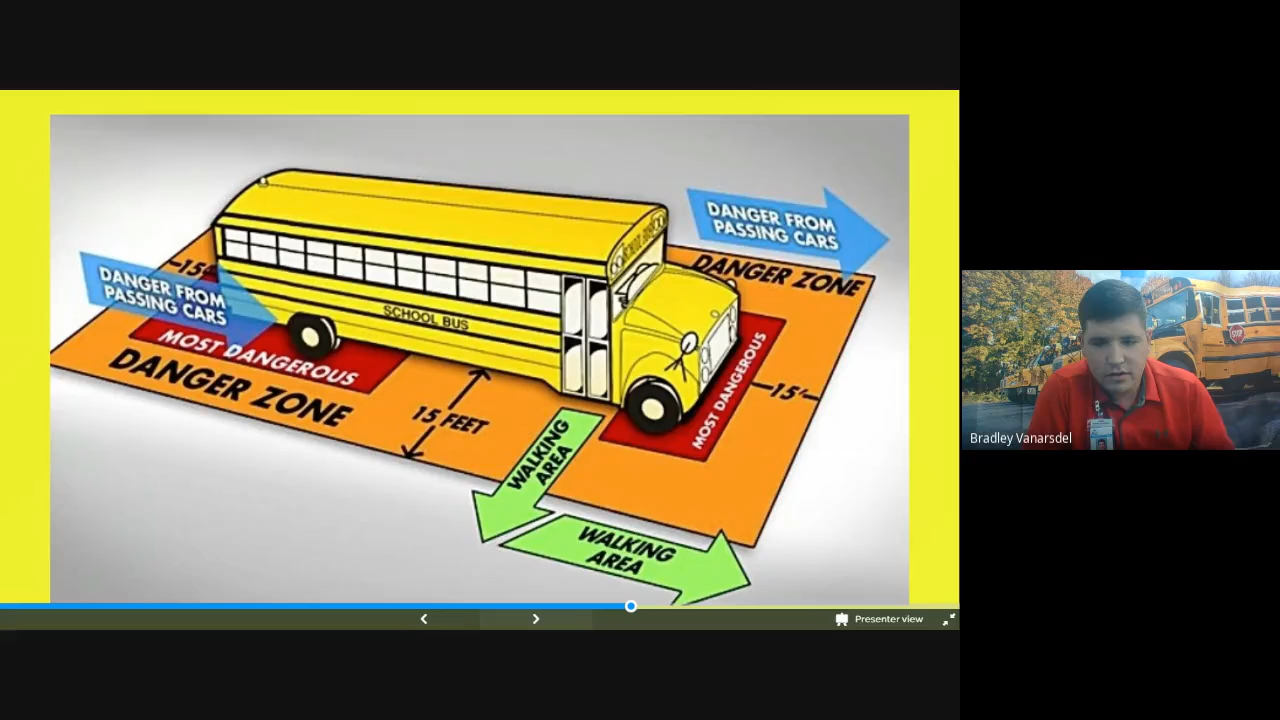 DANGER FROM
PASSING CARS
DANGER ZONE
15'
DANGER FROM
PASSING CARS
SCHOOL BUS
MOST DANGEROUS
DANGER ZONE
15 FEET
MOST DANGEROUS
15'
WALKING
AREA
WALKING
AREA
Presenter view
STOP
Bradley Vanarsdel